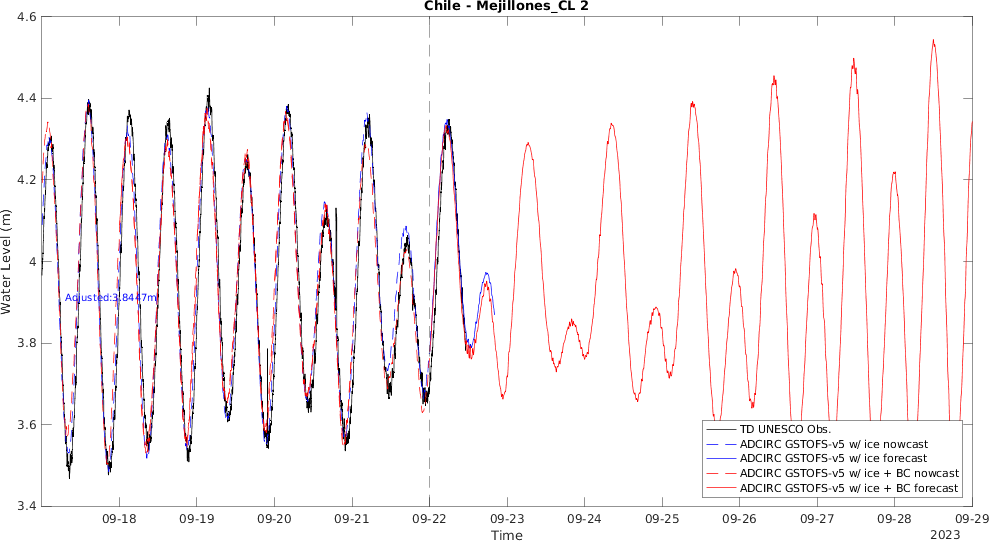 Chile - Mejillones_CL 2
4.6
4.4
4.2
4
3.8
3.6
3.4
Water Level (m)
Adjusted:3.8447m
TD UNESCO Obs.
ADCIRC GSTOFS-v5 w/ ice nowcast
ADCIRC GSTOFS-v5 w/ ice forecast
ADCIRC GSTOFS-v5 w/ ice + BC nowcast
ADCIRC GSTOFS-v5 w/ ice + BC forecast
09-18 09-19 09-20 09-21 09-22 09-23 09-24 09-25 09-26 09-27 09-28 09-29
Time
2023